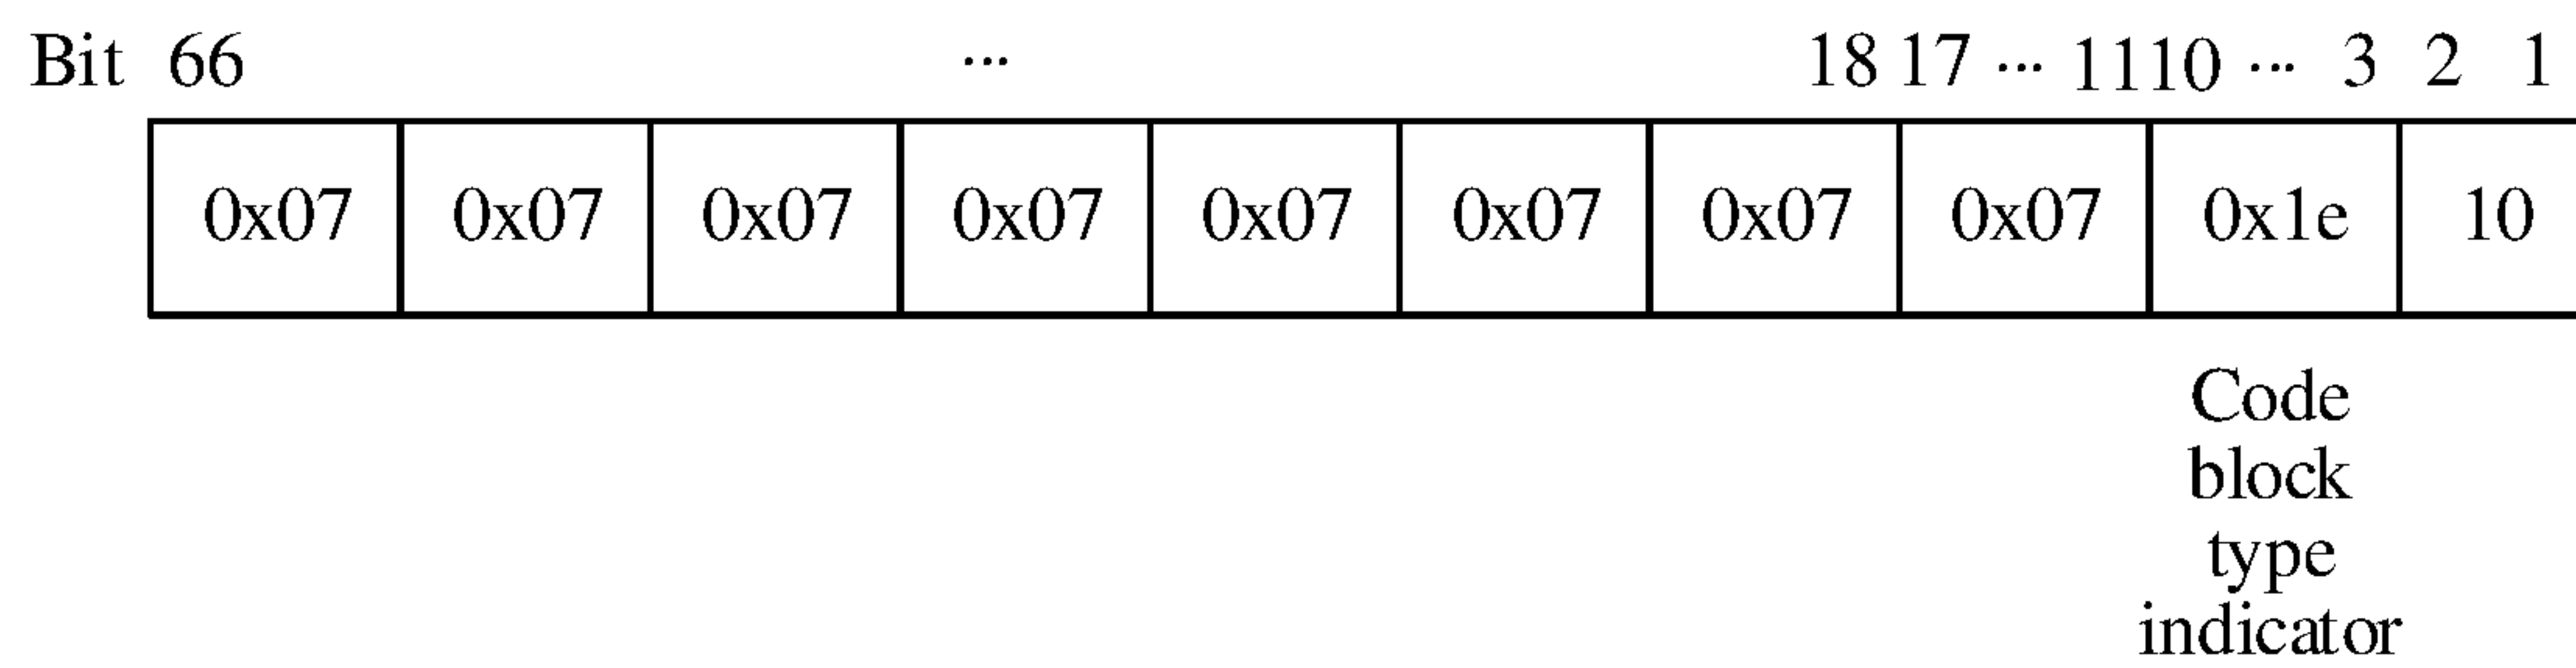 Bit 66 ... 18 17 ... 11 10 ... 3 2 1
0x07 0x07 0x07 0x07 0x07 0x07 0x07 0x07 0x1e 10
Code
block
type
indicator